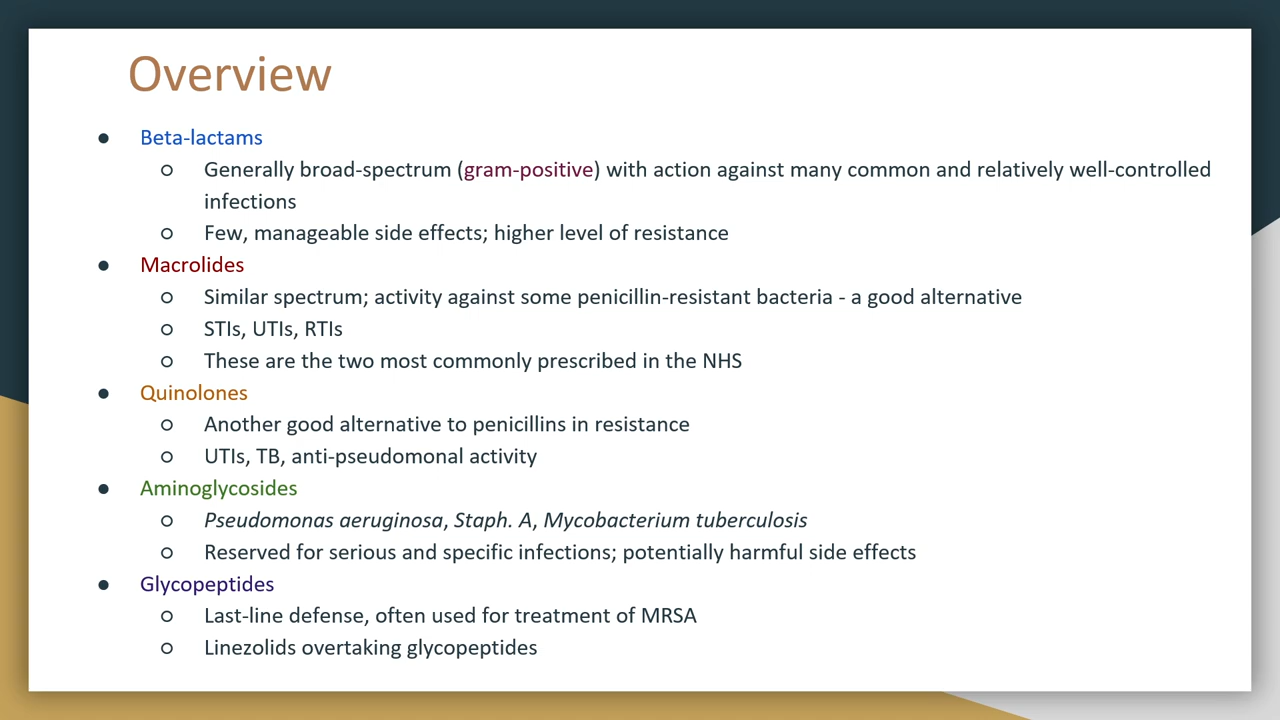 Overview
● Beta-lactams
○ Generally broad-spectrum (gram-positive) with action against many common and relatively well-controlled
infections
○ Few, manageable side effects; higher level of resistance
● Macrolides
○ Similar spectrum; activity against some penicillin-resistant bacteria - a good alternative
○ STIs, UTIs, RTIs
○ These are the two most commonly prescribed in the NHS
● Quinolones
○ Another good alternative to penicillins in resistance
○ UTIs, TB, anti-pseudomonal activity
● Aminoglycosides
○ Pseudomonas aeruginosa, Staph. A, Mycobacterium tuberculosis
○ Reserved for serious and specific infections; potentially harmful side effects
● Glycopeptides
○ Last-line defense, often used for treatment of MRSA
○ Linezolids overtaking glycopeptides